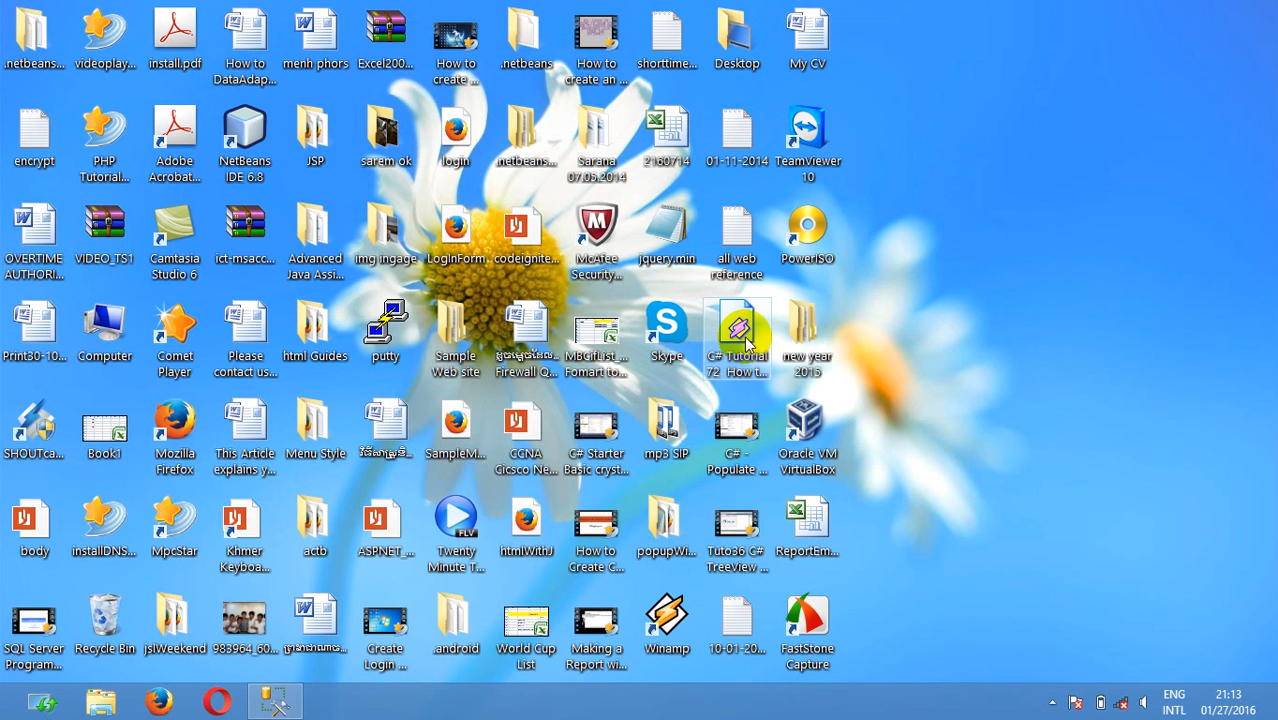 .netbeans...
videoplay...
install.pdf
How to
DataAdap...
menh phors
Excel200...
How to
create ...
.netbeans
How to
create an ...
shorttime...
Desktop
My CV
encrypt
PHP
Tutorial...
Adobe
Acrobat...
NetBeans
IDE 6.8
JSP
sarem ok
login
.netbeans...
Sarana
07.05.2014
2160714
01-11-2014
TeamViewer
10
OVERTIME
AUTHORI...
VIDEO_TS1
Camtasia
Studio 6
ict-msacc...
Advanced
Java Assi...
img ingage
LogInForm
codeignite...
McAfee
Security...
jquery.min
all web
reference
PowerISO
Print30-10...
Computer
Comet
Player
Please
contact us...
html Guides
putty
Sample
Web site
Firewall Q...
MBGifList_...
Fomart to...
Skype
C# Tutorial
72 How t...
new year
2015
SHOUTca...
Book1
Mozilla
Firefox
This Article
explains y...
Menu Style
SampleM...
CCNA
Cicsco Ne...
C# Starter
Basic cryst...
mp3 SIP
C# -
Populate ...
Oracle VM
VirtualBox
body
installDNS...
MpcStar
Khmer
Keyboa...
actb
ASP.NET_...
Twenty
Minute T...
htmlWithJ
How to
Create C...
popupWi...
Tuto36 C#
TreeView ...
ReportEm...
SQL Server
Program...
Recycle Bin
jslWeekend
983964_60...
Create
Login ...
.android
World Cup
List
Making a
Report wi...
Winamp
10-01-20...
FastStone
Capture
ENG
INTL
21:13
01/27/2016